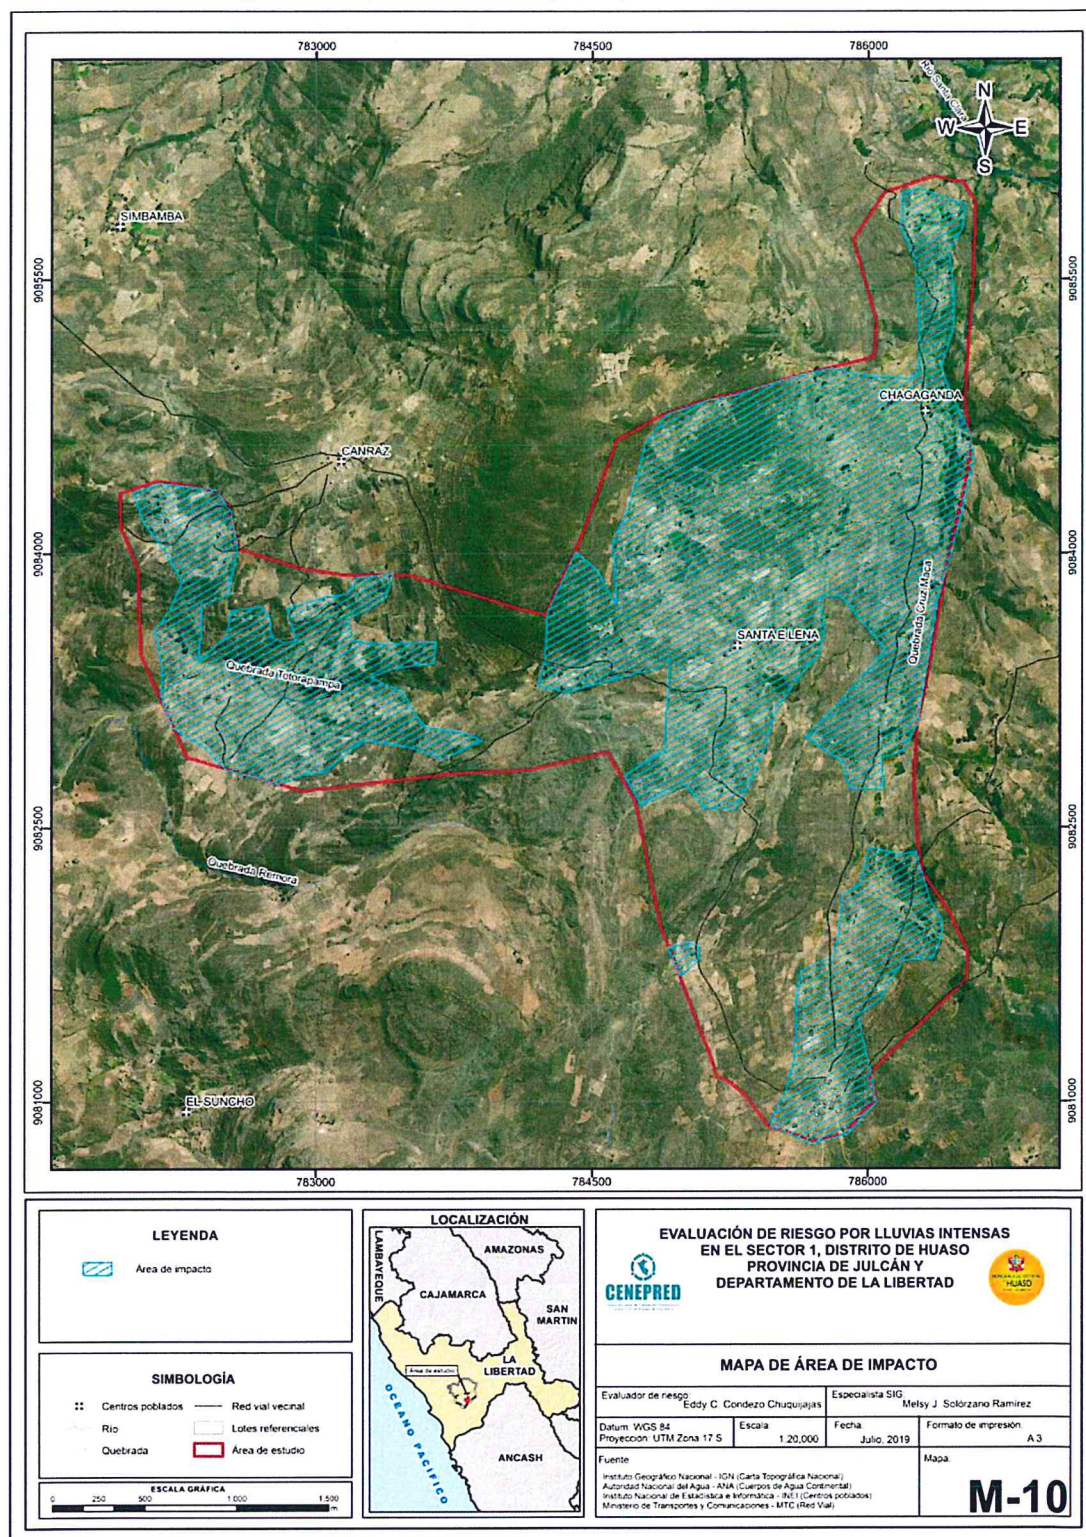 783000
784500
786000
Río Santa Clara
N
W
E
S
SIMBAMBA
9085500
9085500
CHAGAGANDA
CANRAZ
9084000
9084000
Quebrada Cruz Maca
SANTA ELENA
Quebrada Totorapampa
9082500
9082500
Quebrada Remora
9081000
9081000
EL SUNCHO
783000
784500
786000
LEYENDA
Área de impacto
SIMBOLOGÍA
Centros poblados
Red vial vecinal
Río
Lotes referenciales
Quebrada
Área de estudio
ESCALA GRÁFICA
0 250 500 1.000 1.500
m
LOCALIZACIÓN
LAMBAYEQUE
AMAZONAS
CAJAMARCA
SAN
MARTIN
LA
LIBERTAD
Área de estudio
OCEANO PACÍFICO
ANCASH
EVALUACIÓN DE RIESGO POR LLUVIAS INTENSAS
EN EL SECTOR 1, DISTRITO DE HUASO
PROVINCIA DE JULCÁN Y
DEPARTAMENTO DE LA LIBERTAD
CENEPRED
HUASO
MAPA DE ÁREA DE IMPACTO
Evaluador de riesgo:
Eddy C. Condezo Chuquijajas
Especialista SIG
Melsy J. Solórzano Ramírez
Datum: WGS 84
Proyección: UTM Zona 17 S
Escala:
1:20,000
Fecha:
Julio, 2019
Formato de impresión:
A 3
Fuente
Instituto Geográfico Nacional - IGN (Carta Topográfica Nacional)
Autoridad Nacional del Agua - ANA (Cuerpos de Agua Continental)
Instituto Nacional de Estadística e Informática - INEI (Centros poblados)
Ministerio de Transportes y Comunicaciones - MTC (Red Vial)
Mapa:
M-10